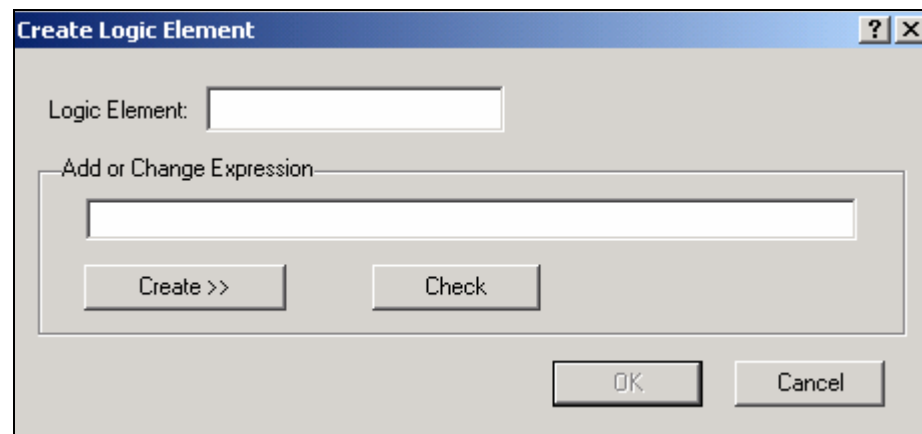 Create Logic Element
Logic Element:
Add or Change Expression
Create >> Check
OK Cancel